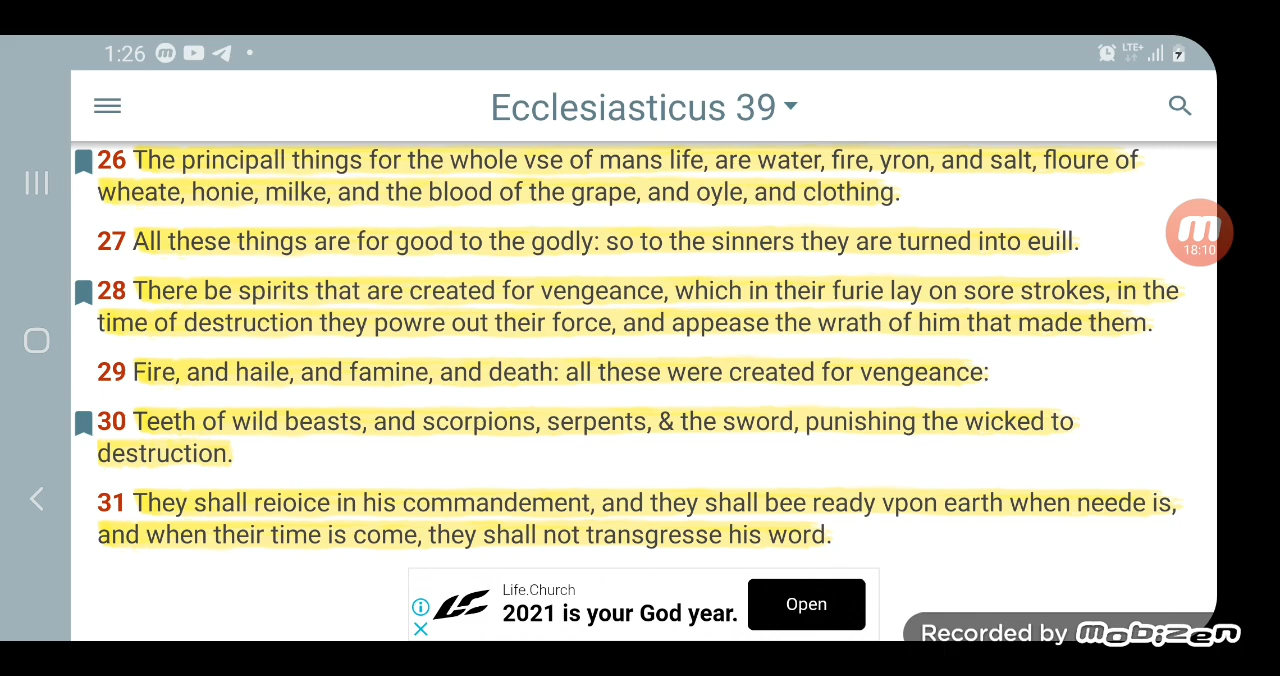 1:26
LTE+
7
Ecclesiasticus 39
26 The principall things for the whole vse of mans life, are water, fire, yron, and salt, floure of
wheate, honie, milke, and the blood of the grape, and oyle, and clothing.
27 All these things are for good to the godly: so to the sinners they are turned into euill.
m
18:10
28 There be spirits that are created for vengeance, which in their furie lay on sore strokes, in the
time of destruction they powre out their force, and appease the wrath of him that made them.
29 Fire, and haile, and famine, and death: all these were created for vengeance:
30 Teeth of wild beasts, and scorpions, serpents, & the sword, punishing the wicked to
destruction.
31 They shall reioice in his commandement, and they shall bee ready vpon earth when neede is,
and when their time is come, they shall not transgresse his word.
Life.Church
2021 is your God year.
Open
Recorded by mobizen